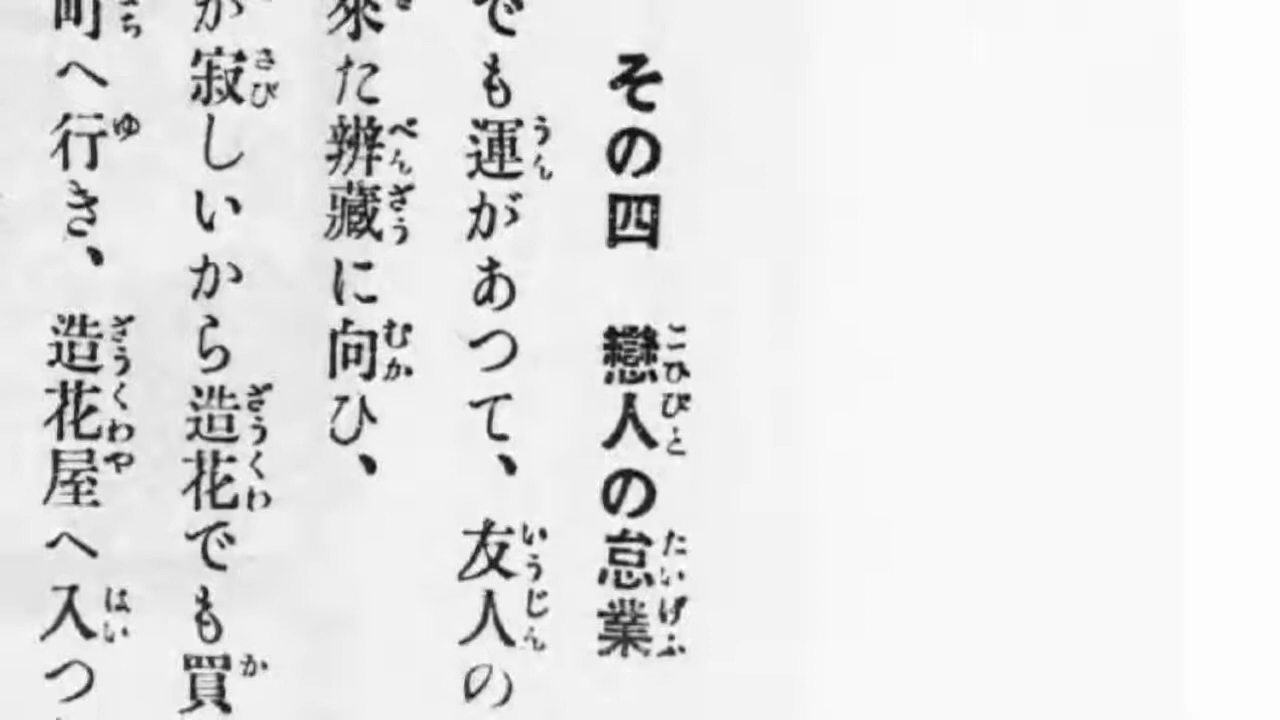 その四　戀人の怠業
でも運があつて、友人の
來た辨藏に向ひ、
が寂しいから造花でも買
町へ行き、造花屋へ入つ